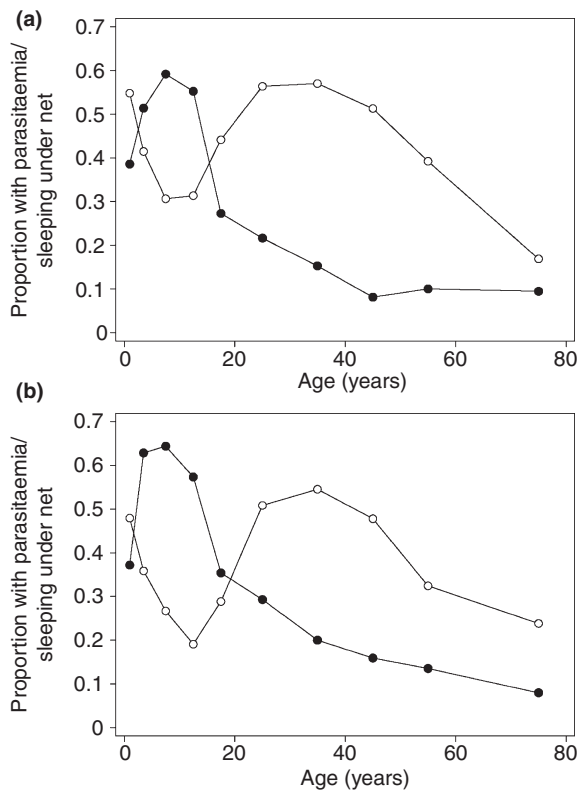 (a)
0.7
0.6
0.5
0.4
0.3
0.2
0.1
0
Proportion with parasitaemia/
sleeping under net
0 20 40 60 80
Age (years)
(b)
0.7
0.6
0.5
0.4
0.3
0.2
0.1
0
Proportion with parasitaemia/
sleeping under net
0 20 40 60 80
Age (years)